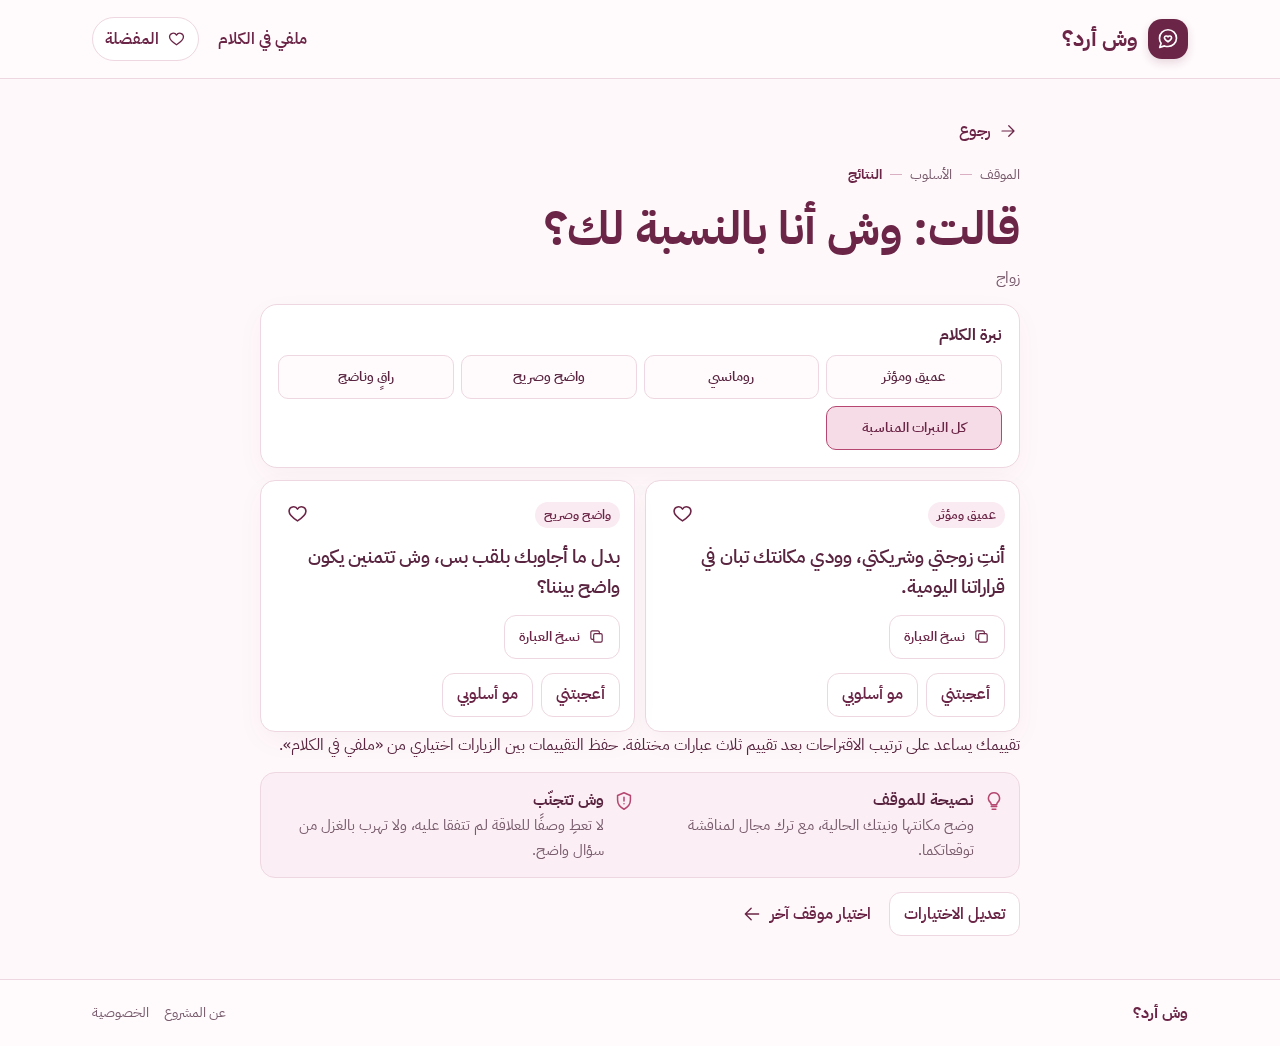 وش أرد؟
ملفي في الكلام
المفضلة
رجوع
الموقف — الأسلوب — النتائج
قالت: وش أنا بالنسبة لك؟
زواج
نبرة الكلام
عميق ومؤثر
رومانسي
واضح وصريح
راقٍ وناضج
كل النبرات المناسبة
عميق ومؤثر
أنتِ زوجتي وشريكتي، وودي مكانتك تبان في
قراراتنا اليومية.
نسخ العبارة
أعجبتني
مو أسلوبي
واضح وصريح
بدل ما أجاوبك بلقب بس، وش تتمنين يكون
واضح بيننا؟
نسخ العبارة
أعجبتني
مو أسلوبي
تقييمك يساعد على ترتيب الاقتراحات بعد تقييم ثلاث عبارات مختلفة. حفظ التقييمات بين الزيارات اختياري من «ملفي في الكلام».
نصيحة للموقف
وضح مكانتها ونيتك الحالية، مع ترك مجال لمناقشة
توقعاتكما.
وش تتجنّب
لا تعطِ وصفًا للعلاقة لم تتفقا عليه، ولا تهرب بالغزل من
سؤال واضح.
تعديل الاختيارات
اختيار موقف آخر
وش أرد؟
عن المشروع
الخصوصية